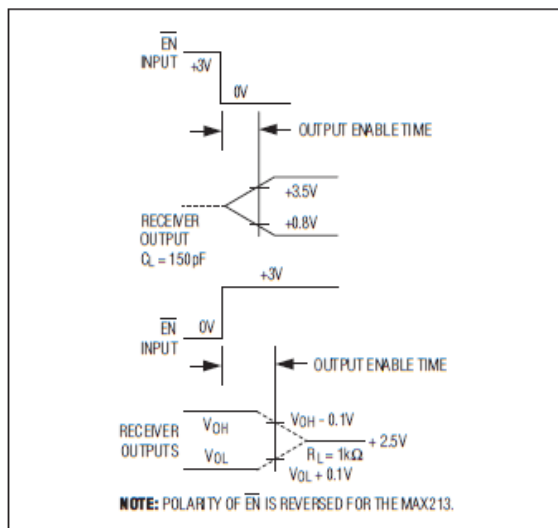 EN
INPUT
+3V
0V
OUTPUT ENABLE TIME
+3.5V
+0.8V
RECEIVER
OUTPUT
CL = 150pF
+3V
EN
INPUT
0V
OUTPUT ENABLE TIME
RECEIVER
OUTPUTS
VOH
VOL
VOH - 0.1V
+ 2.5V
RL = 1kΩ
VOL + 0.1V
NOTE: POLARITY OF EN IS REVERSED FOR THE MAX213.